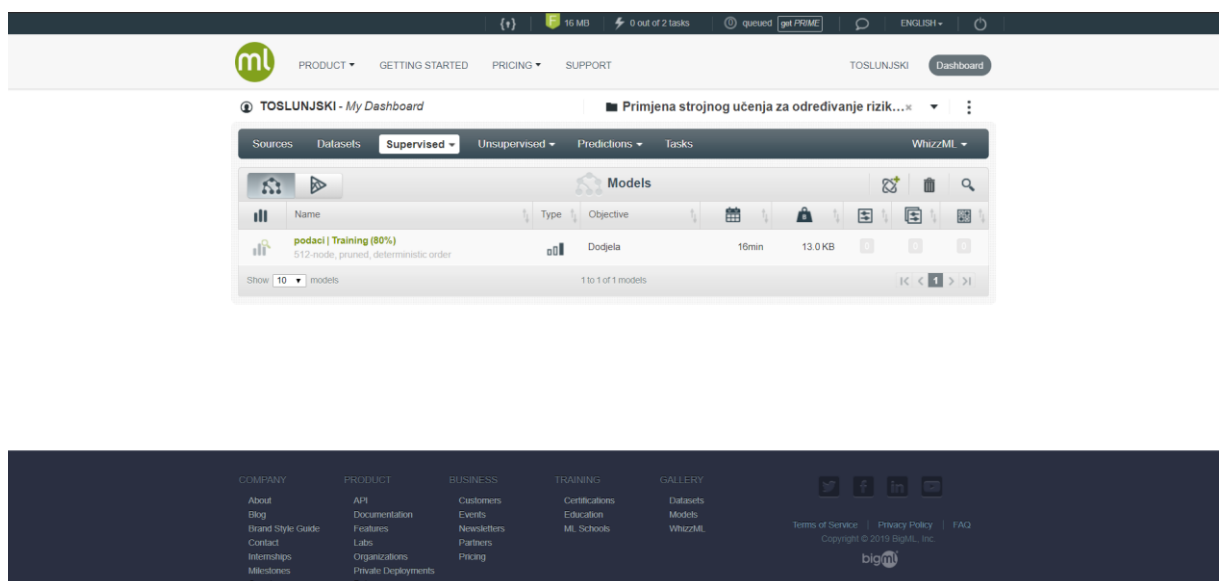 F 16 MB 0 out of 2 tasks 0 queued get PRIME ENGLISH
ml PRODUCT GETTING STARTED PRICING SUPPORT TOSLUNJSKI Dashboard
TOSLUNJSKI - My Dashboard Primjena strojnog učenja za određivanje rizik...×
Sources Datasets Supervised Unsupervised Predictions Tasks WhizzML
Models
Name Type Objective
podaci | Training (80%)
512-node, pruned, deterministic order
Dodjela 16min 13.0 KB 0 0 0
Show 10 models 1 to 1 of 1 models 1
COMPANY PRODUCT BUSINESS TRAINING GALLERY
About API Customers Certifications Datasets
Blog Documentation Events Education Models
Brand Style Guide Features Newsletters ML Schools WhizzML
Contact Labs Partners
Internships Organizations Pricing
Milestones Private Deployments
Terms of Service | Privacy Policy | FAQ
Copyright © 2019 BigML, Inc.
bigml